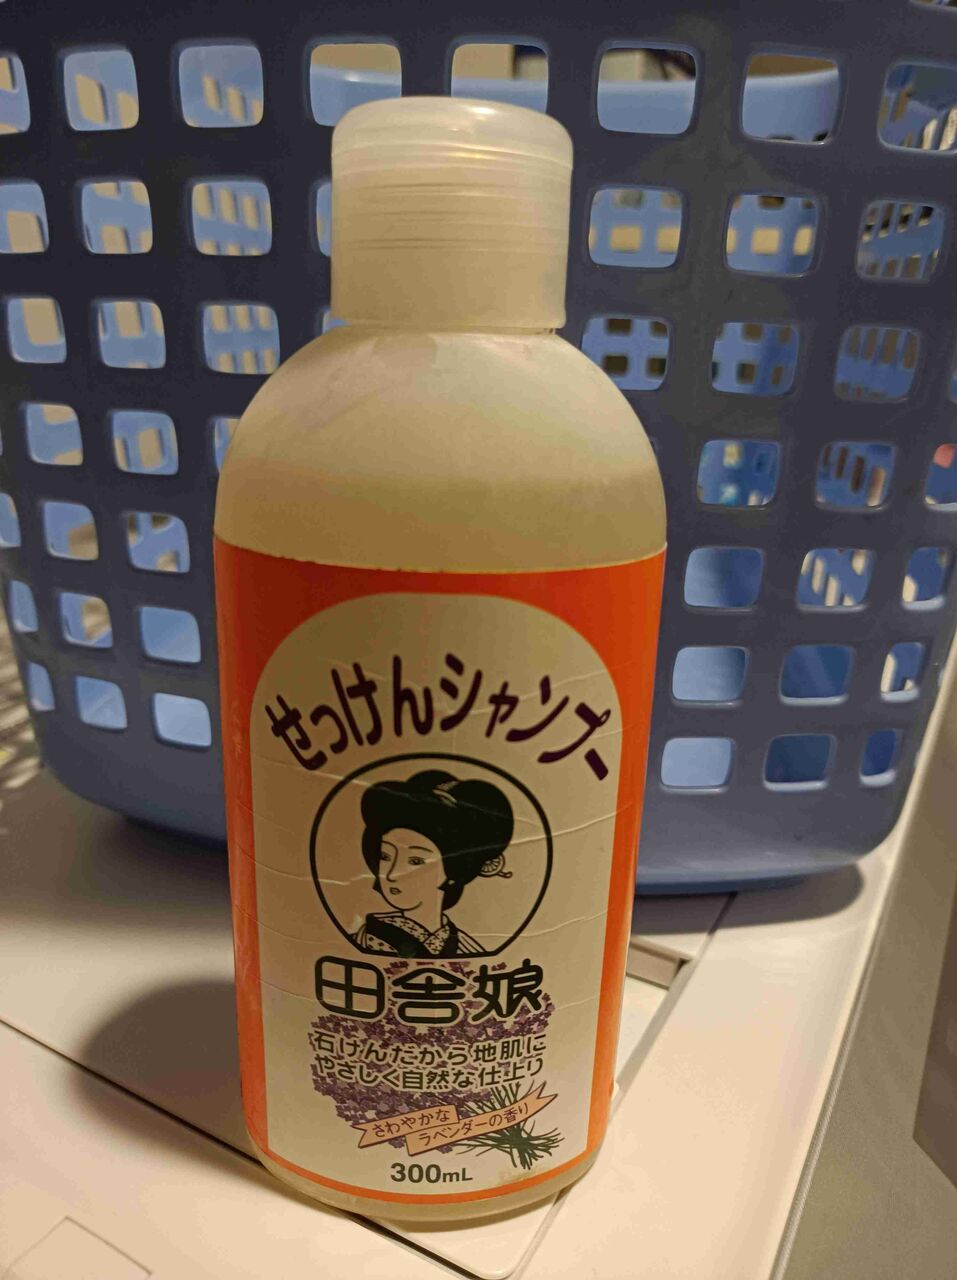 せっけんシャンプー
田舎娘
石けんだから地肌に
やさしく自然な仕上り
さわやかな
ラベンダーの香り
300mL